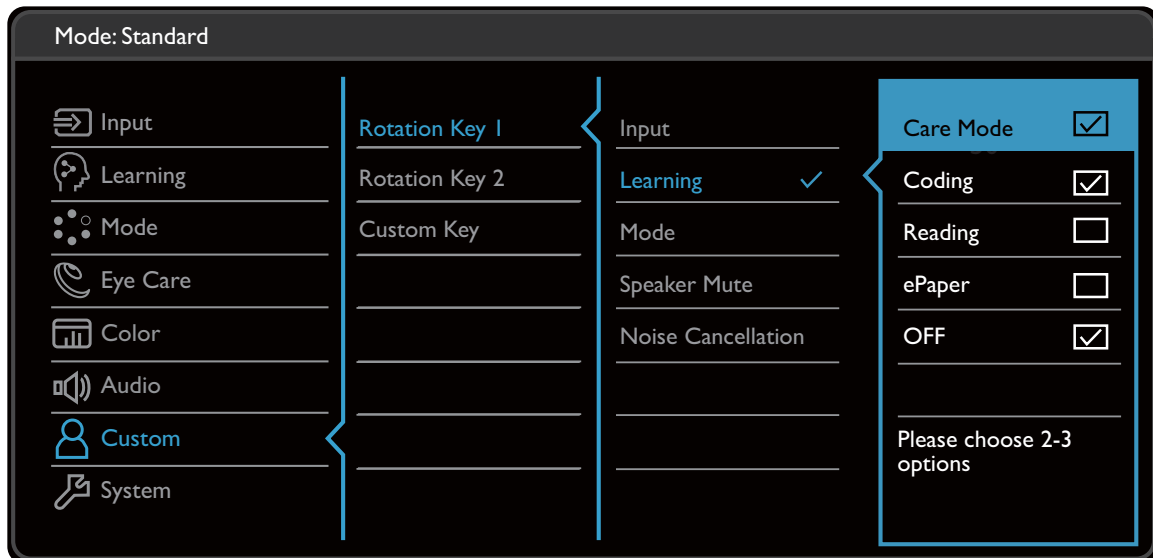 Mode: Standard
Input
Learning
Mode
Eye Care
Color
Audio
Custom
System
Rotation Key 1
Rotation Key 2
Custom Key
Input
Learning
Mode
Speaker Mute
Noise Cancellation
Care Mode
Coding
Reading
ePaper
OFF
Please choose 2-3
options